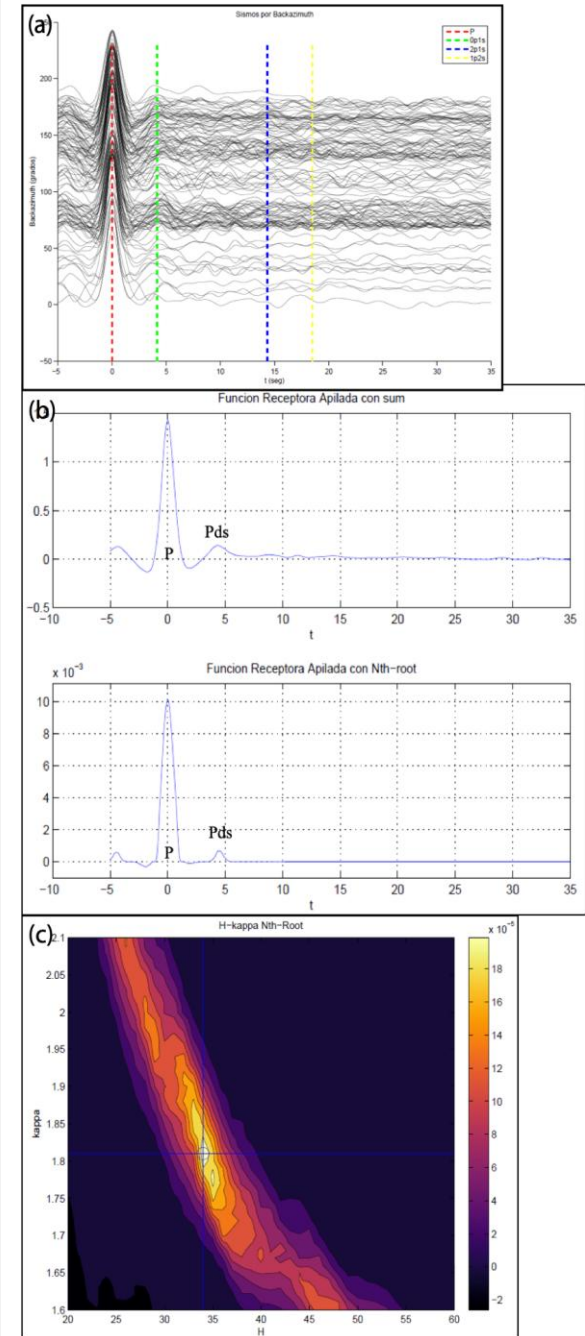 (a)
Sismos por Backazimuth
P
0p1s
2p1s
1p2s
Backazimuth (grados)
200
150
100
50
0
−50
−5 0 5 10 15 20 25 30 35
t (seg)
(b)
Funcion Receptora Apilada con sum
1
0.5
0
−0.5
P
Pds
−10 −5 0 5 10 15 20 25 30 35
t
Funcion Receptora Apilada con Nth−root
x 10⁻³
10
8
6
4
2
0
P
Pds
−10 −5 0 5 10 15 20 25 30 35
t
(c)
H−kappa Nth−Root
kappa
2.1
2.05
2
1.95
1.9
1.85
1.8
1.75
1.7
1.65
1.6
20 25 30 35 40 45 50 55 60
H
18
16
14
12
10
8
6
4
2
0
−2